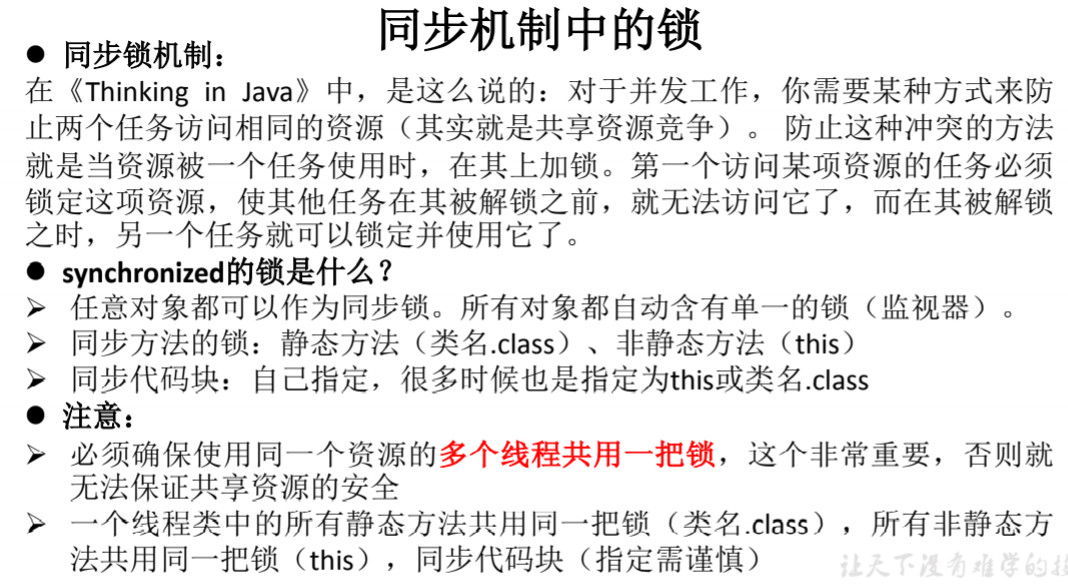 同步机制中的锁
● 同步锁机制：
在《Thinking in Java》中，是这么说的：对于并发工作，你需要某种方式来防
止两个任务访问相同的资源（其实就是共享资源竞争）。 防止这种冲突的方法
就是当资源被一个任务使用时，在其上加锁。第一个访问某项资源的任务必须
锁定这项资源，使其他任务在其被解锁之前，就无法访问它了，而在其被解锁
之时，另一个任务就可以锁定并使用它了。
● synchronized的锁是什么？
➢ 任意对象都可以作为同步锁。所有对象都自动含有单一的锁（监视器）。
➢ 同步方法的锁：静态方法（类名.class）、非静态方法（this）
➢ 同步代码块：自己指定，很多时候也是指定为this或类名.class
● 注意：
➢ 必须确保使用同一个资源的多个线程共用一把锁，这个非常重要，否则就
无法保证共享资源的安全
➢ 一个线程类中的所有静态方法共用同一把锁（类名.class），所有非静态方
法共用同一把锁（this），同步代码块（指定需谨慎）
让天下没有难学的技